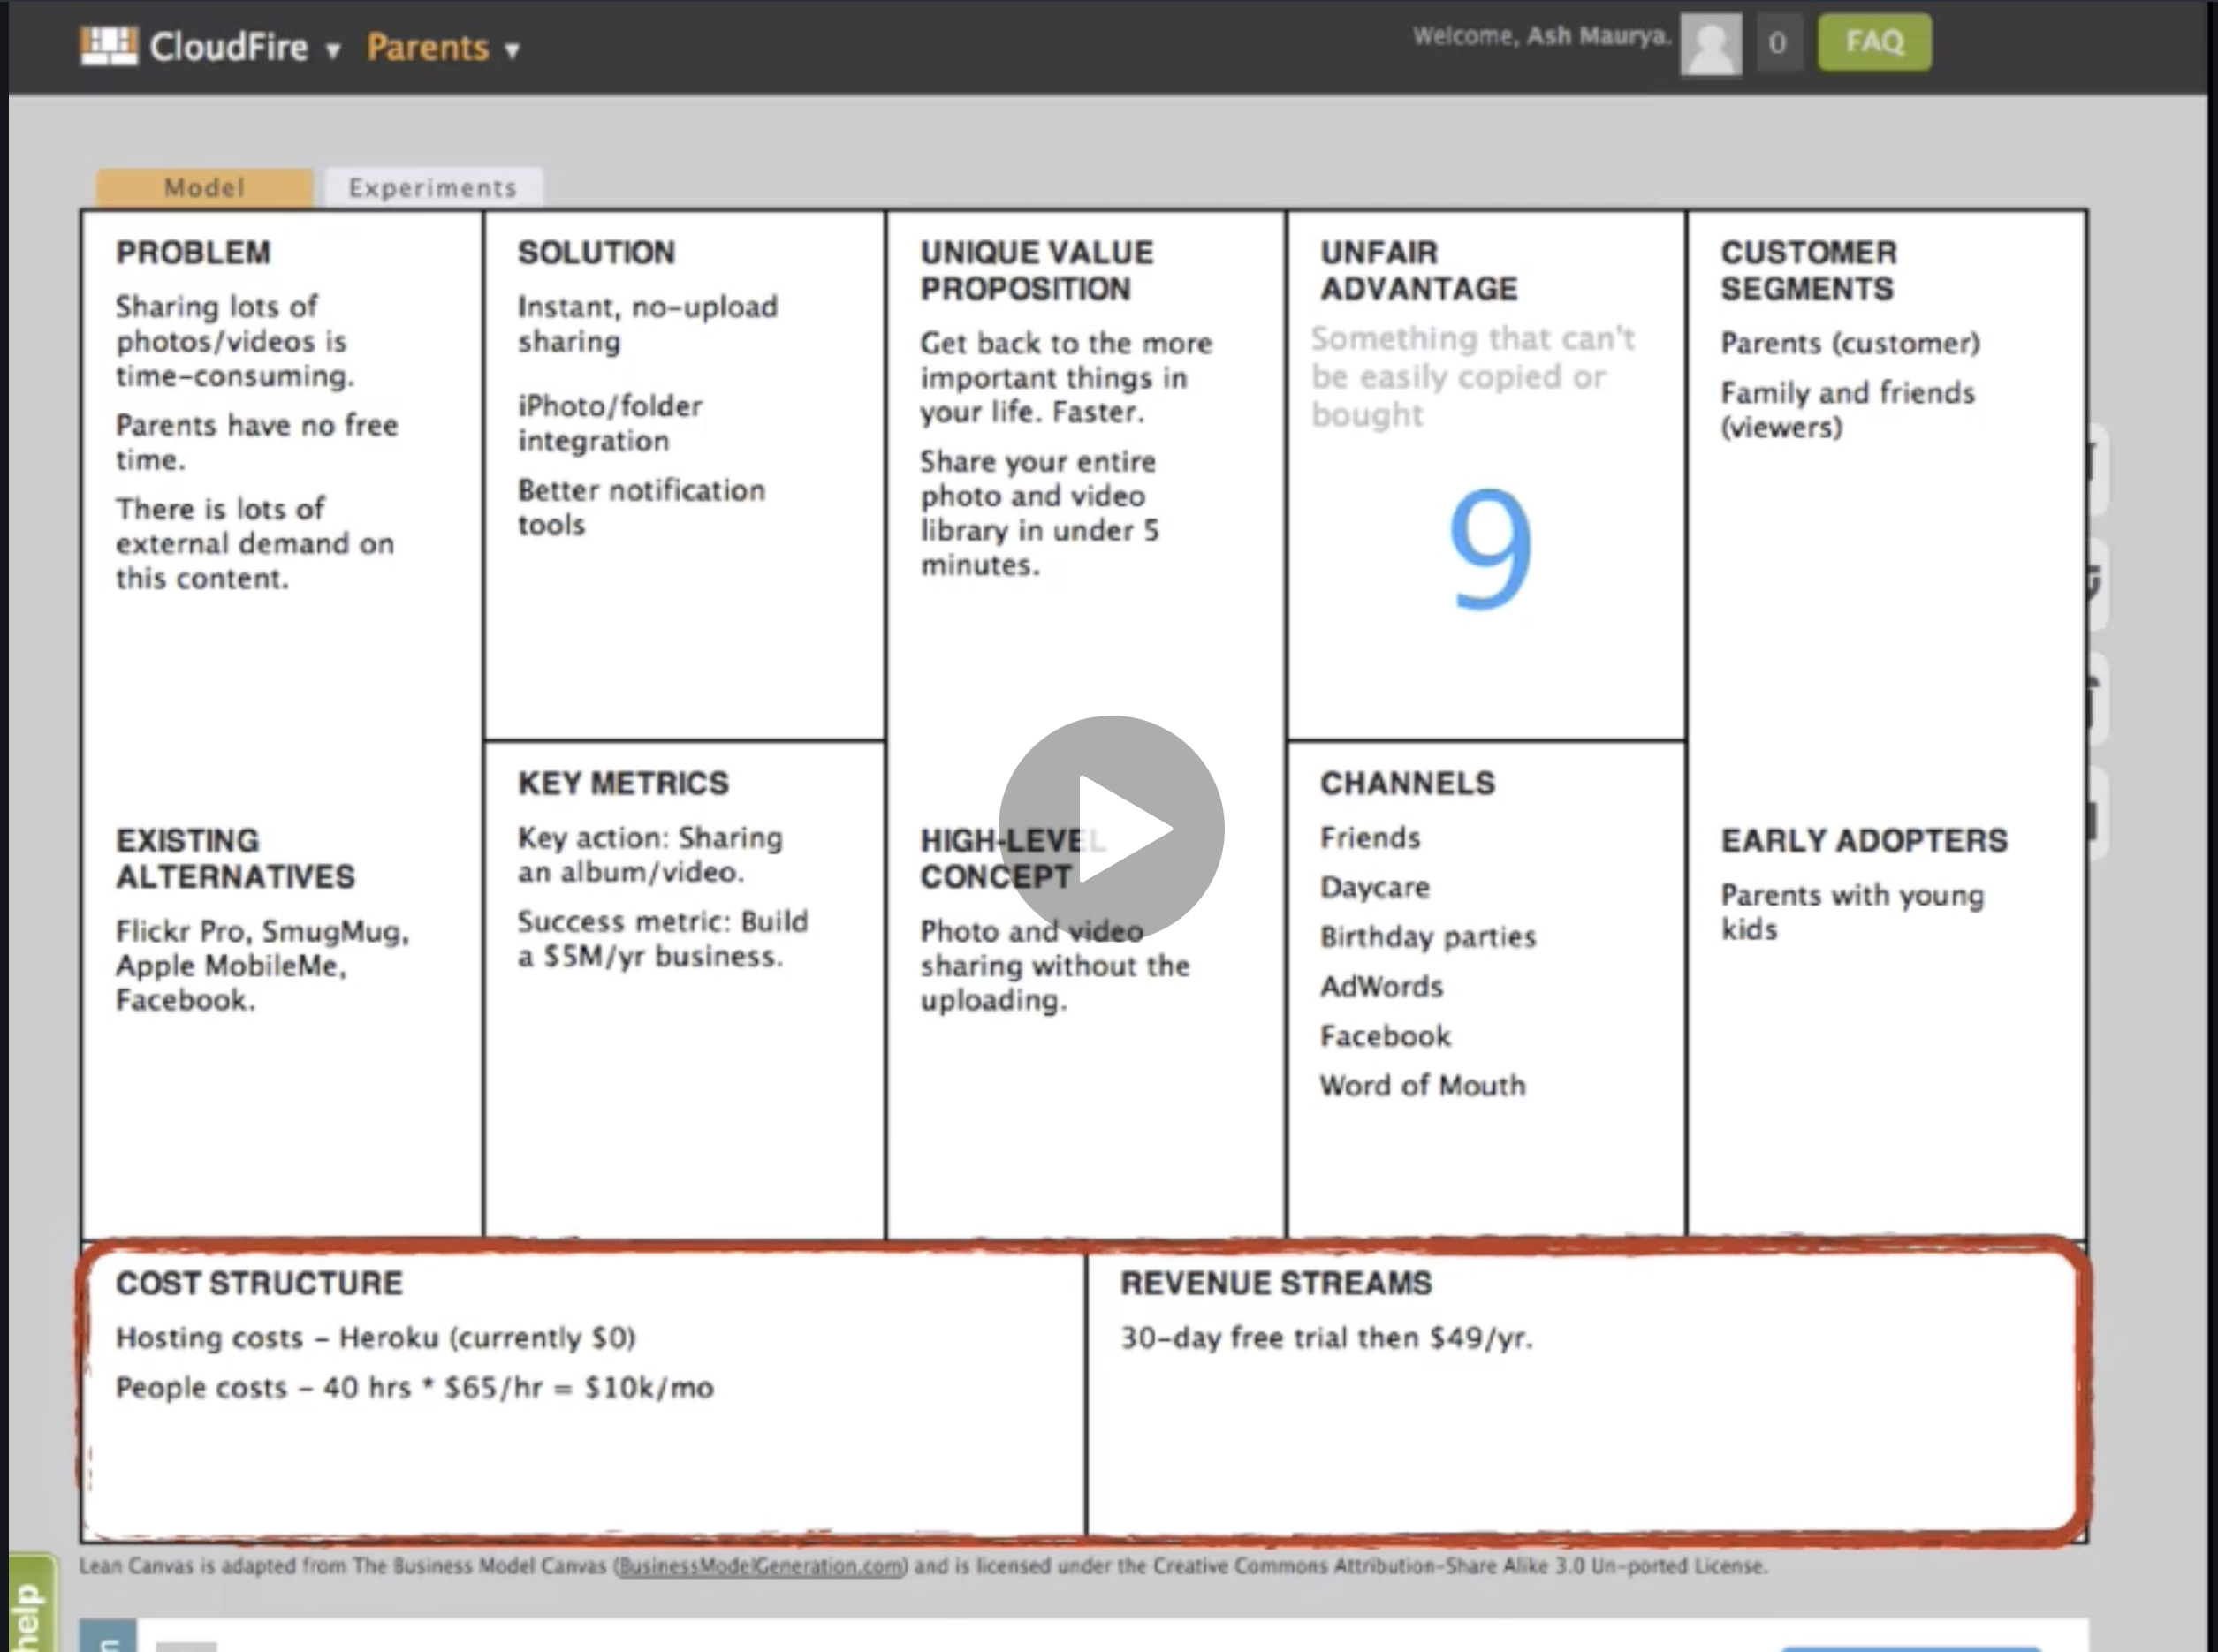 CloudFire ▼ Parents ▼
Welcome, Ash Maurya.
0
FAQ
Model
Experiments
PROBLEM
Sharing lots of
photos/videos is
time-consuming.
Parents have no free
time.
There is lots of
external demand on
this content.
EXISTING
ALTERNATIVES
Flickr Pro, SmugMug,
Apple MobileMe,
Facebook.
SOLUTION
Instant, no-upload
sharing
iPhoto/folder
integration
Better notification
tools
KEY METRICS
Key action: Sharing
an album/video.
Success metric: Build
a $5M/yr business.
UNIQUE VALUE
PROPOSITION
Get back to the more
important things in
your life. Faster.
Share your entire
photo and video
library in under 5
minutes.
HIGH-LEVEL
CONCEPT
Photo and video
sharing without the
uploading.
UNFAIR
ADVANTAGE
Something that can't
be easily copied or
bought
9
CHANNELS
Friends
Daycare
Birthday parties
AdWords
Facebook
Word of Mouth
CUSTOMER
SEGMENTS
Parents (customer)
Family and friends
(viewers)
EARLY ADOPTERS
Parents with young
kids
COST STRUCTURE
Hosting costs - Heroku (currently $0)
People costs - 40 hrs * $65/hr = $10k/mo
REVENUE STREAMS
30-day free trial then $49/yr.
Lean Canvas is adapted from The Business Model Canvas (BusinessModelGeneration.com) and is licensed under the Creative Commons Attribution-Share Alike 3.0 Un-ported License.
help